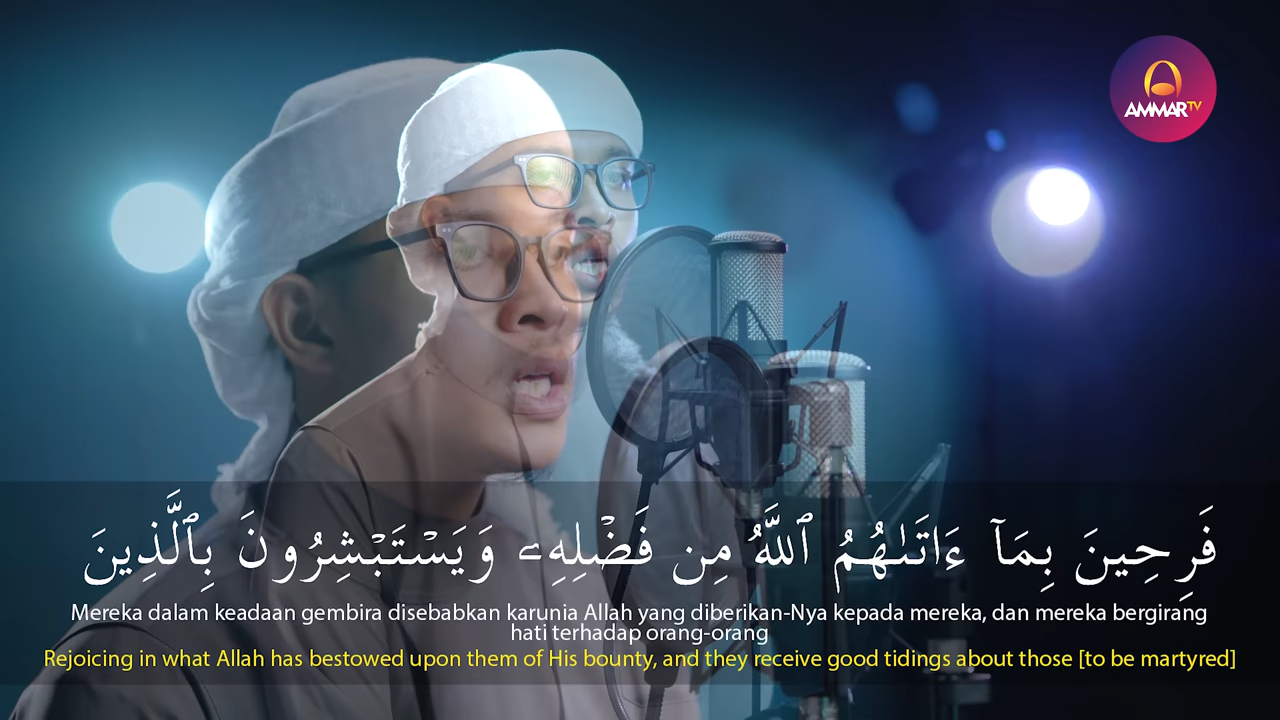 AMMARTV
فَرِحِينَ بِمَآ ءَاتَىٰهُمُ ٱللَّهُ مِن فَضْلِهِۦ وَيَسْتَبْشِرُونَ بِٱلَّذِينَ
Mereka dalam keadaan gembira disebabkan karunia Allah yang diberikan-Nya kepada mereka, dan mereka bergirang
hati terhadap orang-orang
Rejoicing in what Allah has bestowed upon them of His bounty, and they receive good tidings about those [to be martyred]